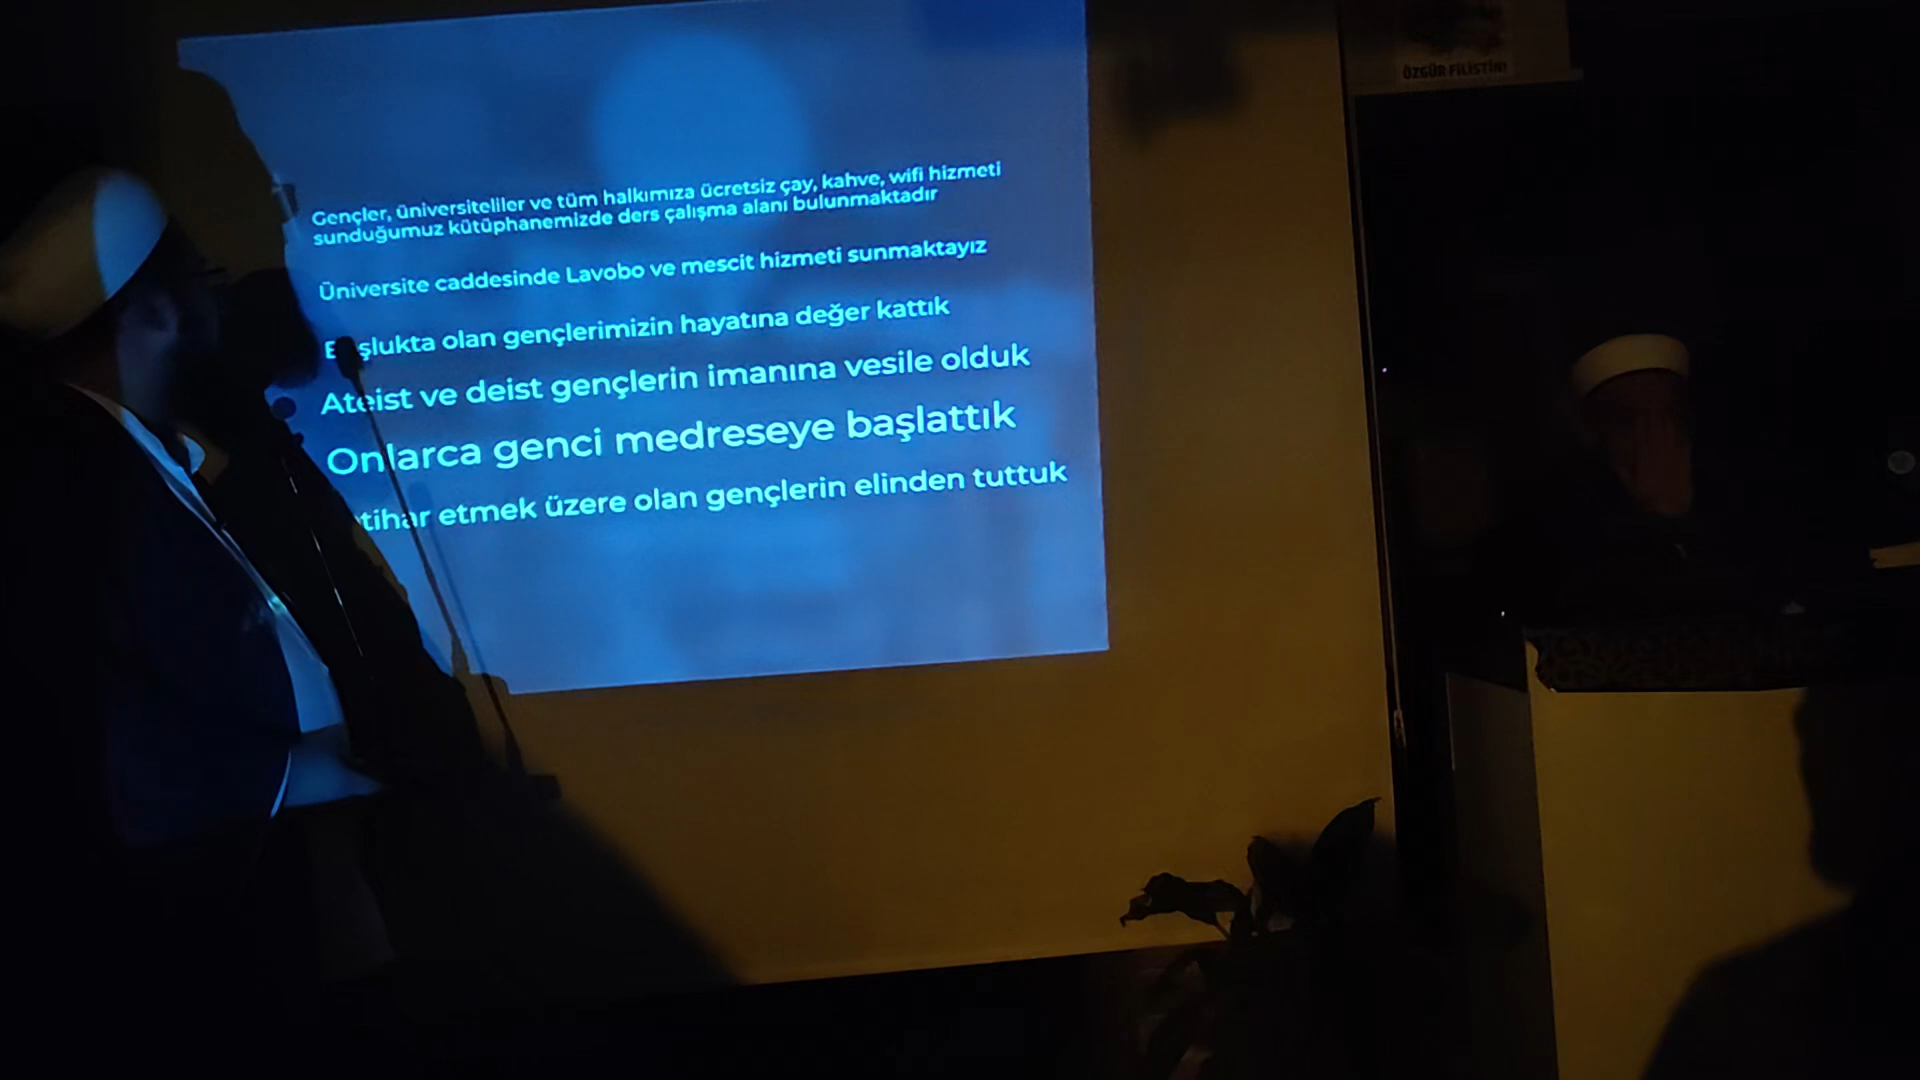 ÖZGÜR FİLİSTİN!
Gençler, üniversiteliler ve tüm halkımıza ücretsiz çay, kahve, wifi hizmeti
sunduğumuz kütüphanemizde ders çalışma alanı bulunmaktadır
Üniversite caddesinde Lavobo ve mescit hizmeti sunmaktayız
olan gençlerimizin hayatına değer kattık
Ateist ve deist gençlerin imanına vesile olduk
Onlarca genci medreseye başlattık
etmek üzere olan gençlerin elinden tuttuk